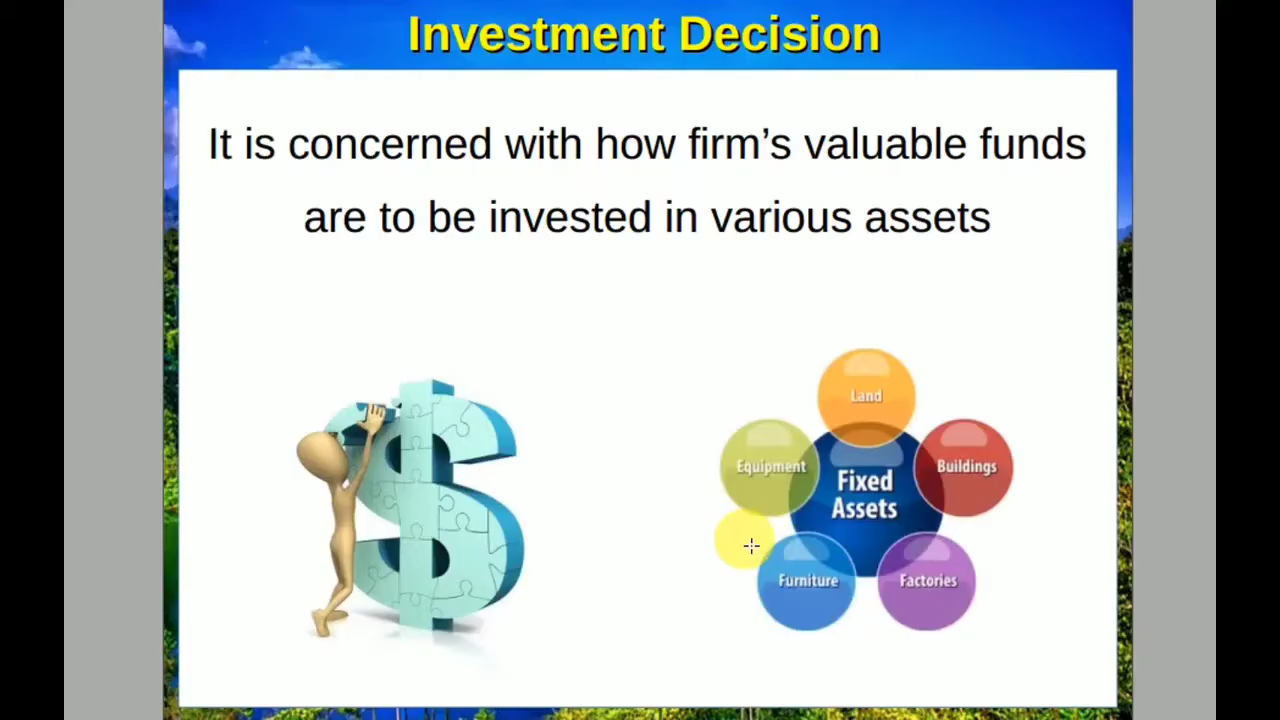 Investment Decision
It is concerned with how firm’s valuable funds
are to be invested in various assets
Land
Equipment
Buildings
Fixed
Assets
Furniture
Factories